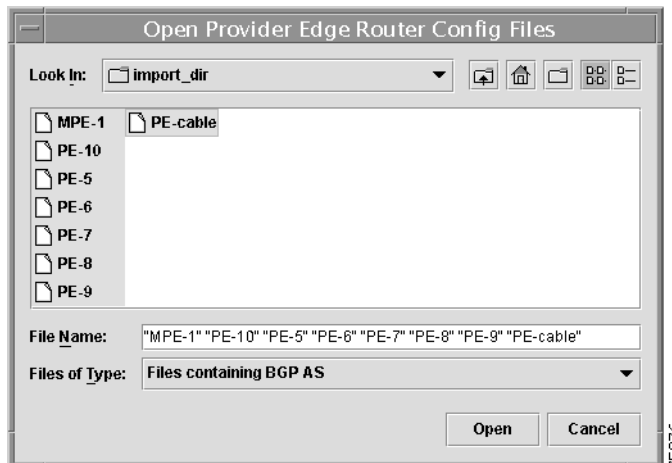 Open Provider Edge Router Config Files
Look In: import_dir
MPE-1 PE-cable
PE-10
PE-5
PE-6
PE-7
PE-8
PE-9
File Name: "MPE-1" "PE-10" "PE-5" "PE-6" "PE-7" "PE-8" "PE-9" "PE-cable"
Files of Type: Files containing BGP AS
Open Cancel